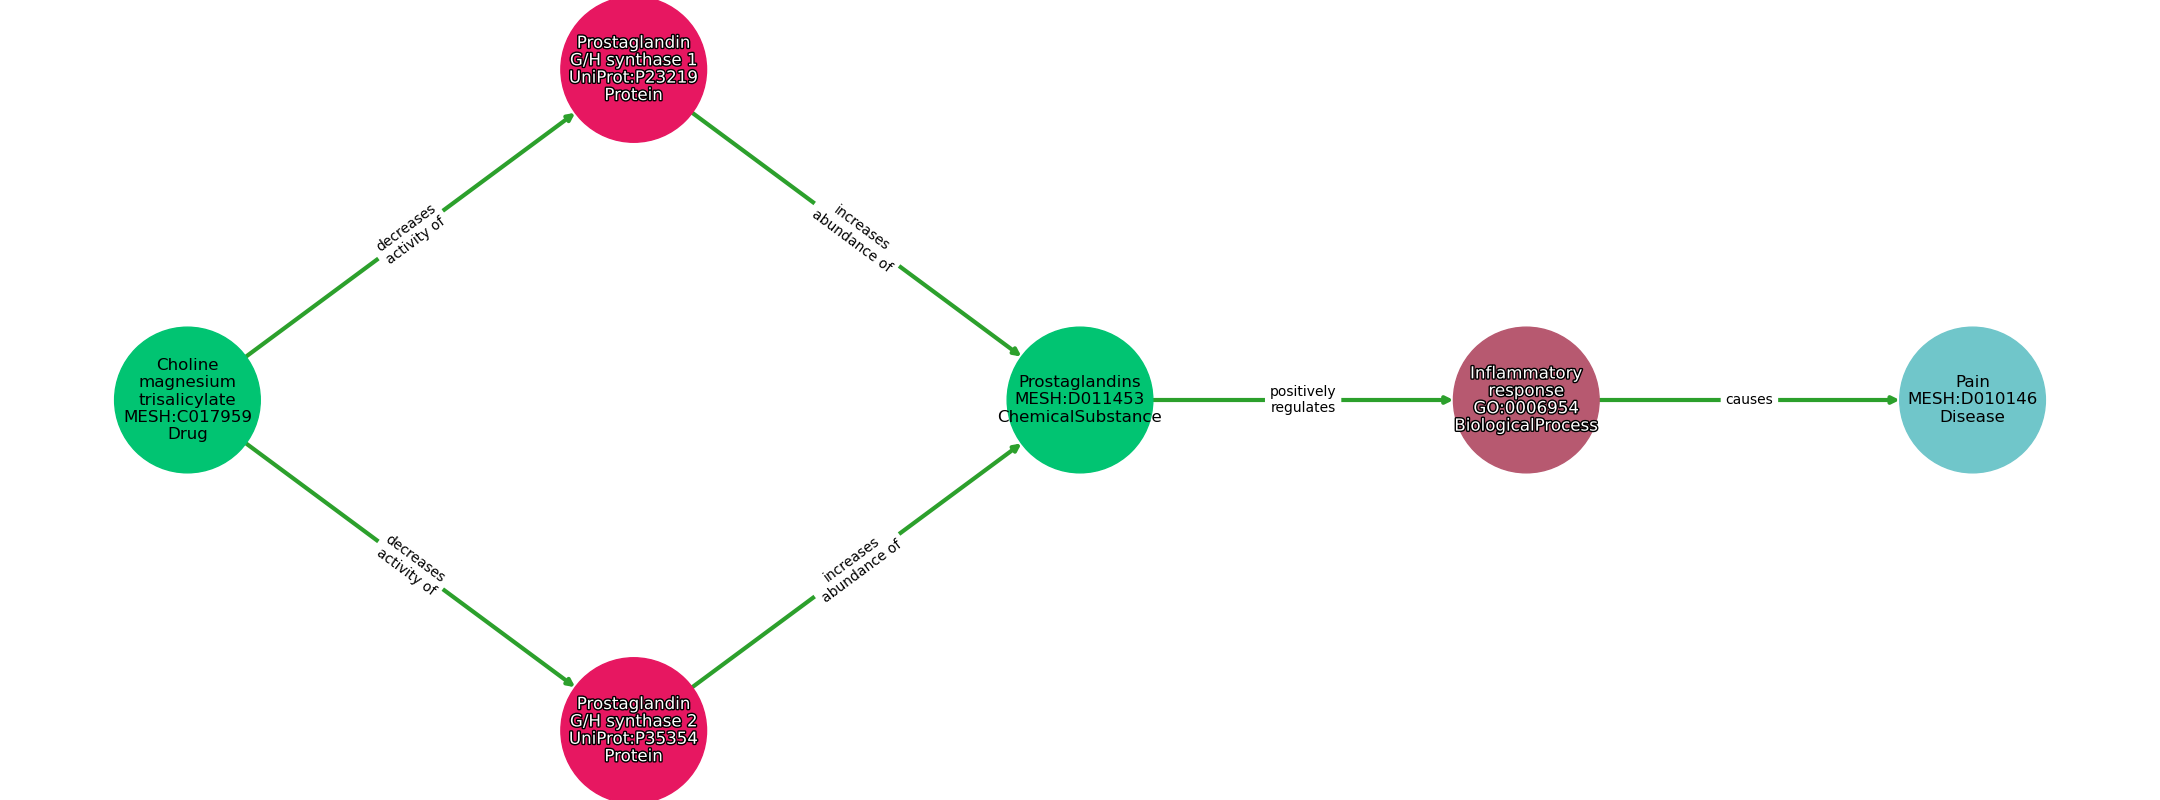 Prostaglandin
G/H synthase 1
UniProt:P23219
Protein
decreases
activity of
increases
abundance of
Choline
magnesium
trisalicylate
MESH:C017959
Drug
Prostaglandins
MESH:D011453
ChemicalSubstance
positively
regulates
Inflammatory
response
GO:0006954
BiologicalProcess
causes
Pain
MESH:D010146
Disease
decreases
activity of
increases
abundance of
Prostaglandin
G/H synthase 2
UniProt:P35354
Protein